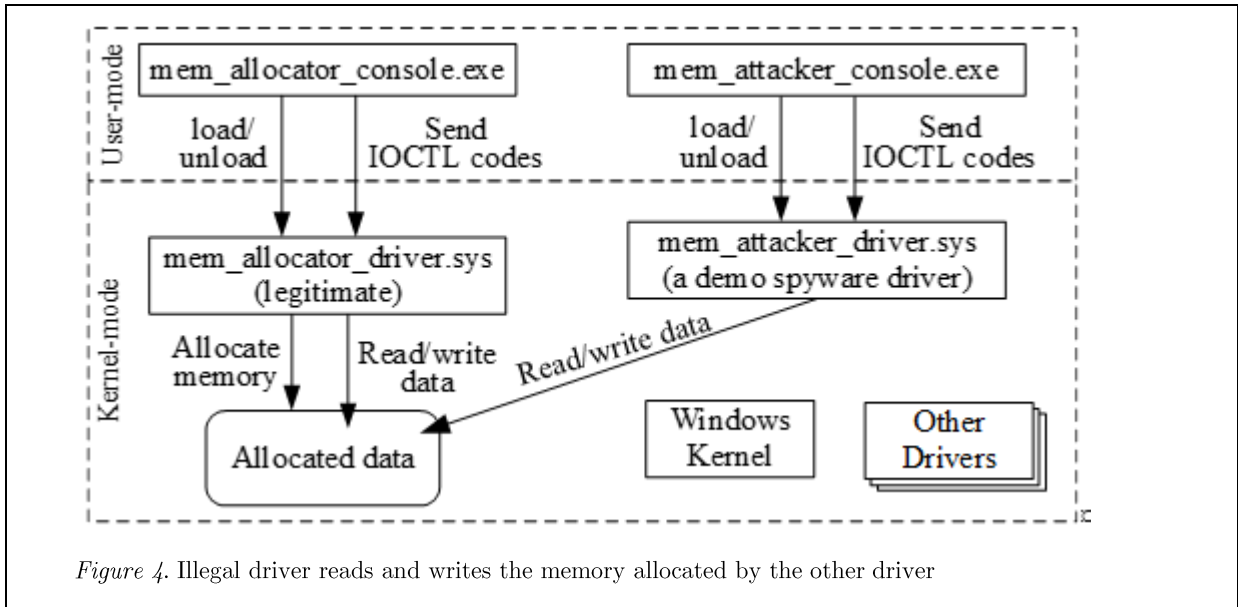 User-mode
mem_allocator_console.exe
mem_attacker_console.exe
load/
unload
Send
IOCTL codes
load/
unload
Send
IOCTL codes
Kernel-mode
mem_allocator_driver.sys
(legitimate)
mem_attacker_driver.sys
(a demo spyware driver)
Allocate
memory
Read/write
data
Read/write data
Allocated data
Windows
Kernel
Other
Drivers
Figure 4. Illegal driver reads and writes the memory allocated by the other driver